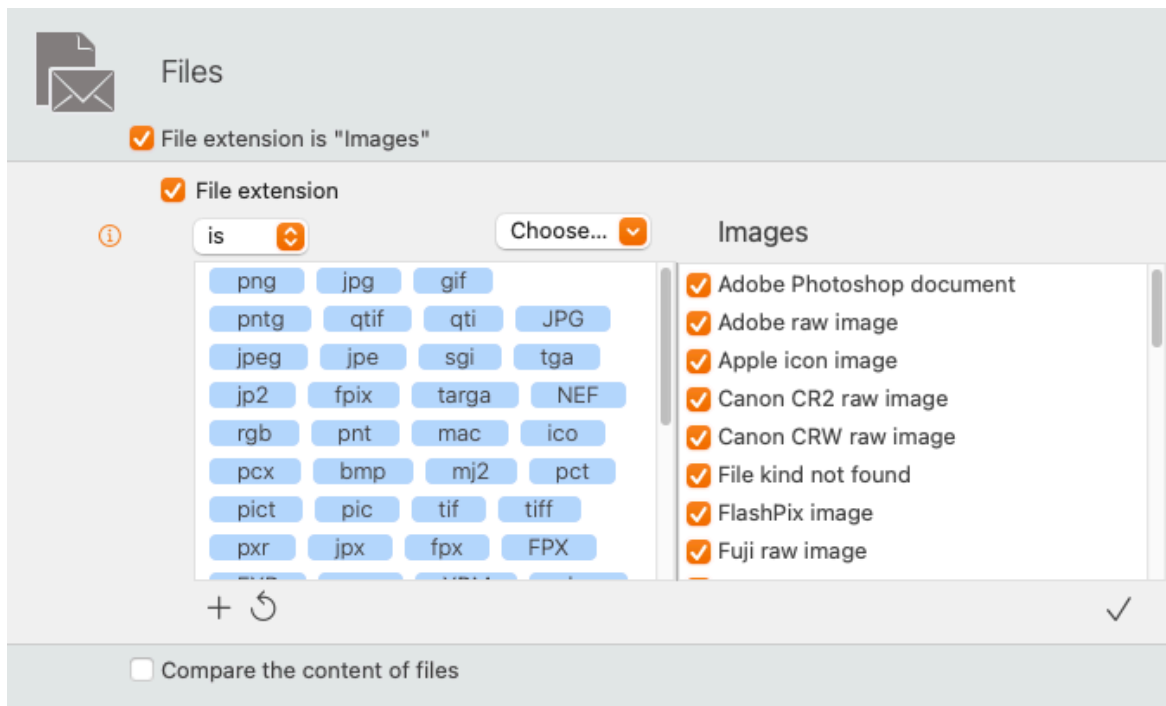 Files
File extension is "Images"
File extension
is
Choose...
Images
png jpg gif
pntg qtif qti JPG
jpeg jpe sgi tga
jp2 fpix targa NEF
rgb pnt mac ico
pcx bmp mj2 pct
pict pic tif tiff
pxr jpx fpx FPX
Adobe Photoshop document
Adobe raw image
Apple icon image
Canon CR2 raw image
Canon CRW raw image
File kind not found
FlashPix image
Fuji raw image
Compare the content of files